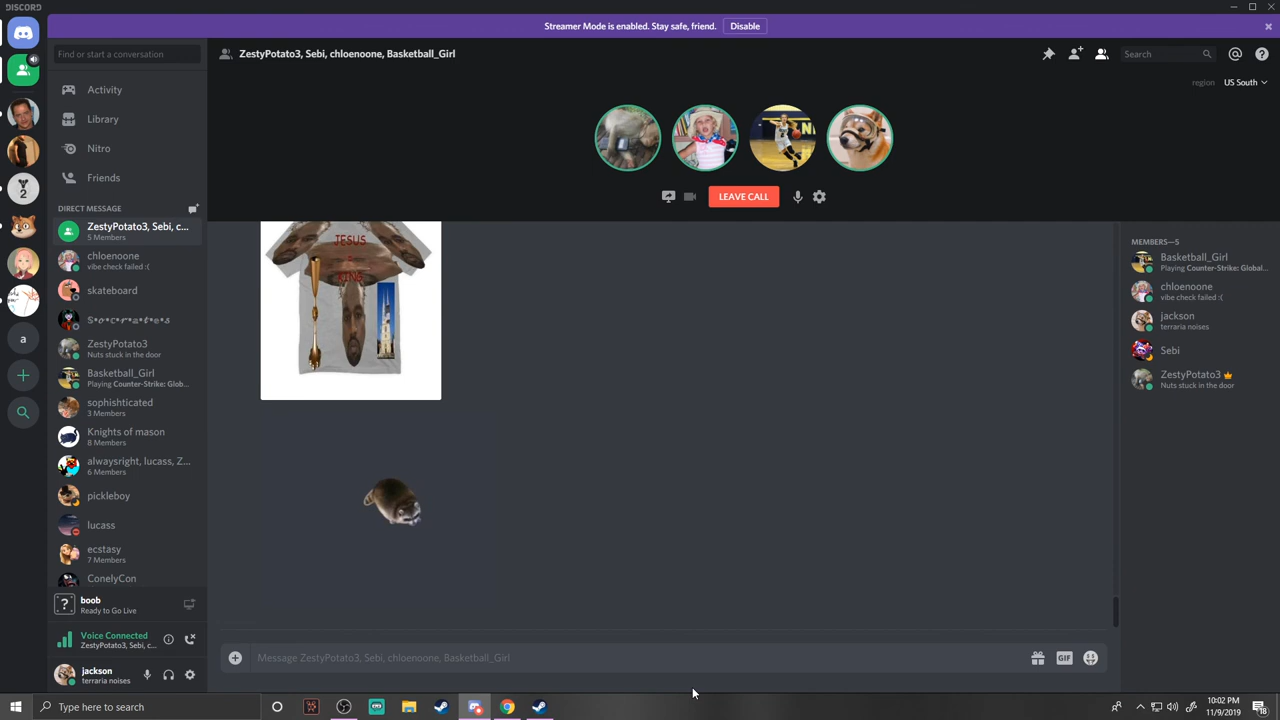 DISCORD
Streamer Mode is enabled. Stay safe, friend. Disable
Find or start a conversation
ZestyPotato3, Sebi, chloenoone, Basketball_Girl
Search
region US South
Activity
Library
Nitro
Friends
DIRECT MESSAGE
ZestyPotato3, Sebi, c...
5 Members
chloenoone
vibe check failed :(
skateboard
S•o•c•r•a•t•e•s
ZestyPotato3
Nuts stuck in the door
Basketball_Girl
Playing Counter-Strike: Glob...
sophishticated
3 Members
Knights of mason
8 Members
alwaysright, lucass, Z...
6 Members
pickleboy
lucass
ecstasy
7 Members
ConelyCon
boob
Ready to Go Live
Voice Connected
ZestyPotato3, Sebi, c...
jackson
terraria noises
a
LEAVE CALL
JESUS
KING
Message ZestyPotato3, Sebi, chloenoone, Basketball_Girl
GIF
MEMBERS—5
Basketball_Girl
Playing Counter-Strike: Global...
chloenoone
vibe check failed :(
jackson
terraria noises
Sebi
ZestyPotato3
Nuts stuck in the door
Type here to search
10:02 PM
11/9/2019
18